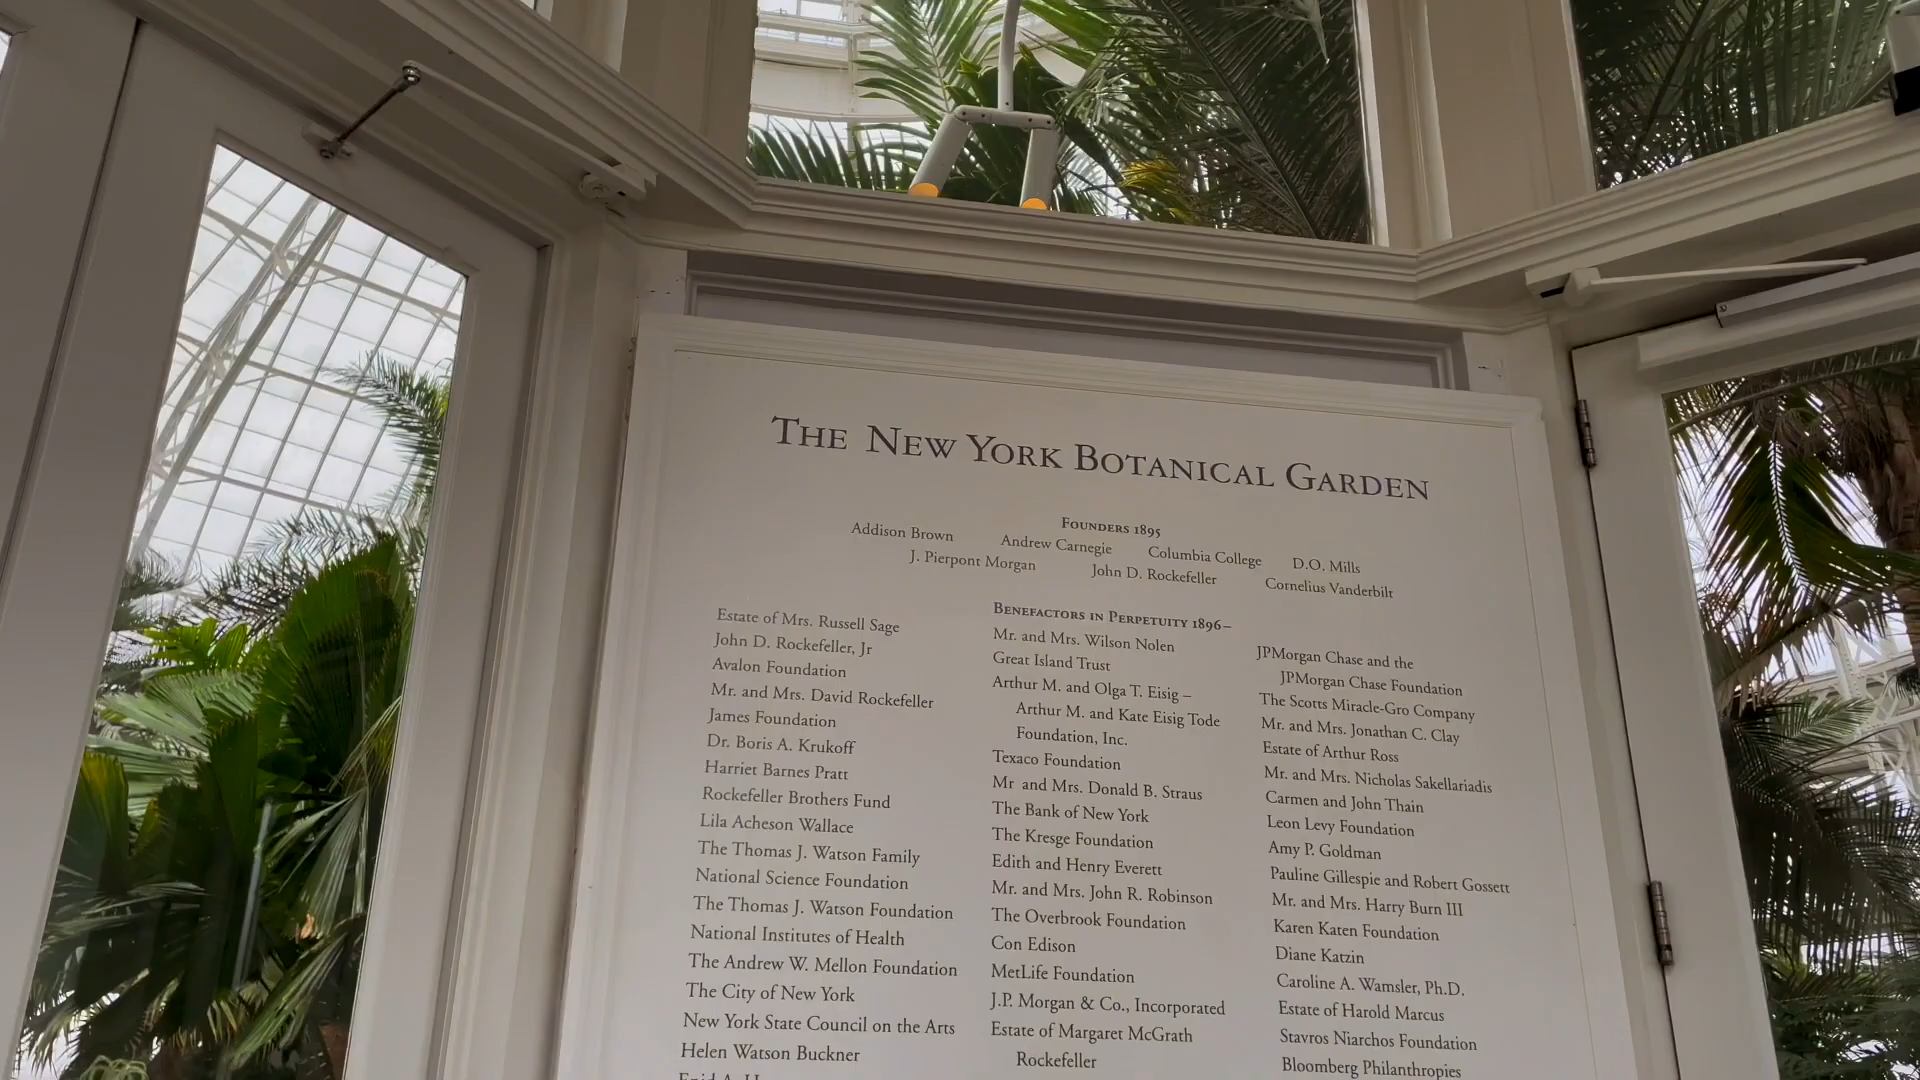 THE NEW YORK BOTANICAL GARDEN
FOUNDERS 1895
Addison Brown Andrew Carnegie Columbia College D.O. Mills
J. Pierpont Morgan John D. Rockefeller Cornelius Vanderbilt
BENEFACTORS IN PERPETUITY 1896–
Estate of Mrs. Russell Sage
John D. Rockefeller, Jr
Avalon Foundation
Mr. and Mrs. David Rockefeller
James Foundation
Dr. Boris A. Krukoff
Harriet Barnes Pratt
Rockefeller Brothers Fund
Lila Acheson Wallace
The Thomas J. Watson Family
National Science Foundation
The Thomas J. Watson Foundation
National Institutes of Health
The Andrew W. Mellon Foundation
The City of New York
New York State Council on the Arts
Helen Watson Buckner
Mr. and Mrs. Wilson Nolen
Great Island Trust
Arthur M. and Olga T. Eisig –
Arthur M. and Kate Eisig Tode
Foundation, Inc.
Texaco Foundation
Mr and Mrs. Donald B. Straus
The Bank of New York
The Kresge Foundation
Edith and Henry Everett
Mr. and Mrs. John R. Robinson
The Overbrook Foundation
Con Edison
MetLife Foundation
J.P. Morgan & Co., Incorporated
Estate of Margaret McGrath
Rockefeller
JPMorgan Chase and the
JPMorgan Chase Foundation
The Scotts Miracle-Gro Company
Mr. and Mrs. Jonathan C. Clay
Estate of Arthur Ross
Mr. and Mrs. Nicholas Sakellariadis
Carmen and John Thain
Leon Levy Foundation
Amy P. Goldman
Pauline Gillespie and Robert Gossett
Mr. and Mrs. Harry Burn III
Karen Katen Foundation
Diane Katzin
Caroline A. Wamsler, Ph.D.
Estate of Harold Marcus
Stavros Niarchos Foundation
Bloomberg Philanthropies